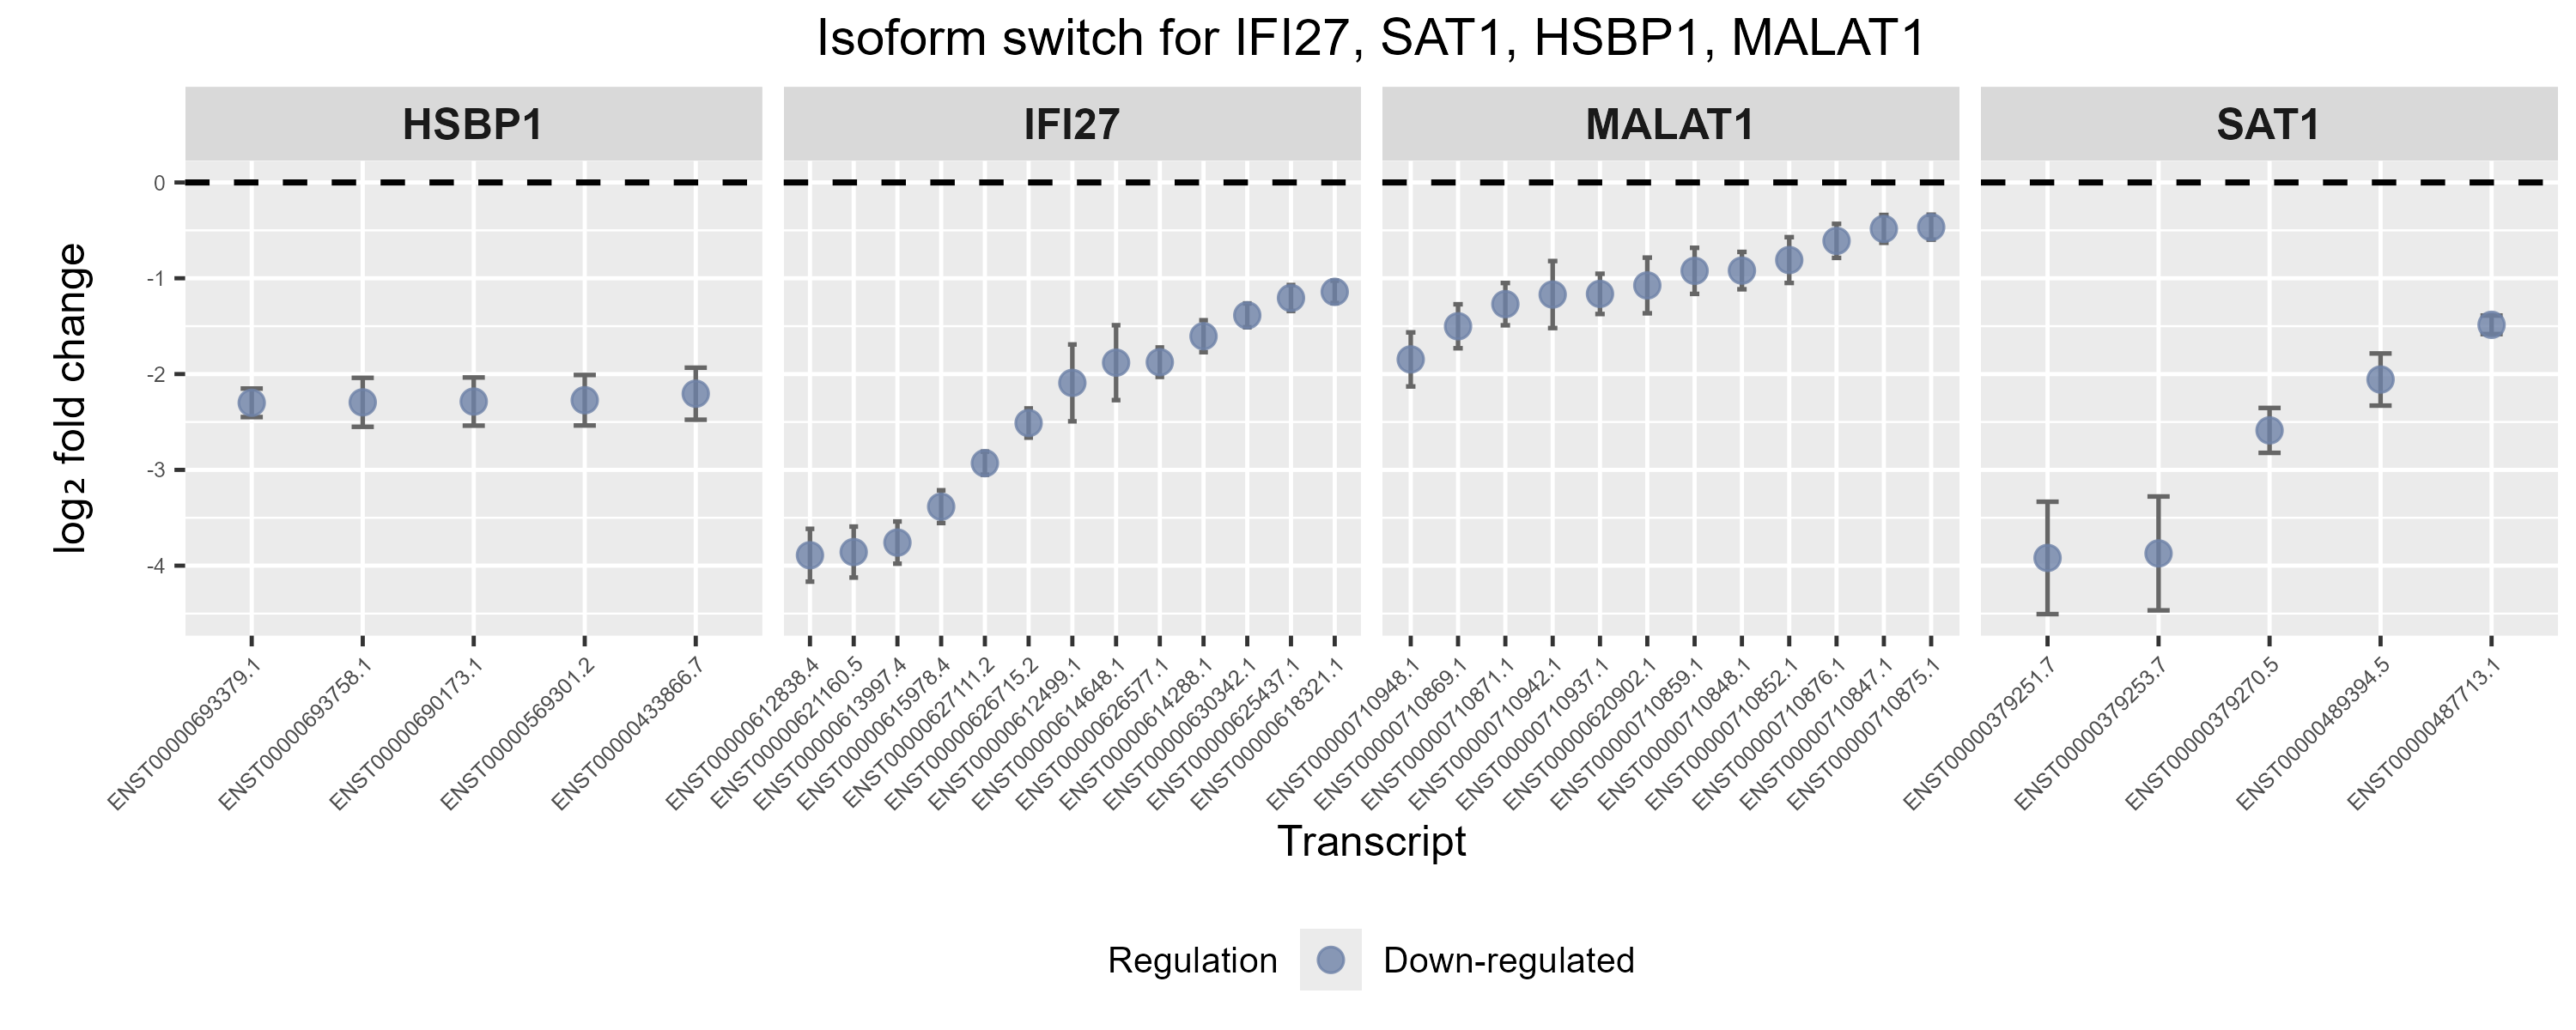 Isoform switch for IFI27, SAT1, HSBP1, MALAT1
HSBP1
IFI27
MALAT1
SAT1
log₂ fold change
0
-1
-2
-3
-4
ENST00000693379.1
ENST00000693758.1
ENST00000690173.1
ENST00000569301.2
ENST00000433866.7
ENST00000612838.4
ENST00000621160.5
ENST00000613997.4
ENST00000615978.4
ENST00000627111.2
ENST00000626715.2
ENST00000612499.1
ENST00000614648.1
ENST00000626577.1
ENST00000614288.1
ENST00000630342.1
ENST00000625437.1
ENST00000618321.1
ENST00000710948.1
ENST00000710869.1
ENST00000710871.1
ENST00000710942.1
ENST00000710937.1
ENST00000620902.1
ENST00000710859.1
ENST00000710848.1
ENST00000710852.1
ENST00000710876.1
ENST00000710847.1
ENST00000710875.1
ENST00000379251.7
ENST00000379253.7
ENST00000379270.5
ENST00000489394.5
ENST00000487713.1
Transcript
Regulation
Down-regulated